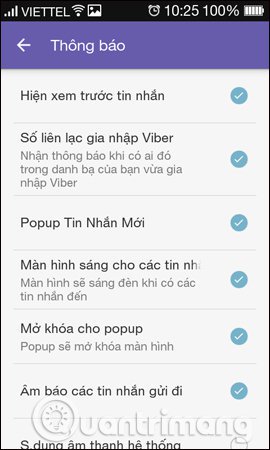 VIETTEL 10:25 100%
Thông báo
Hiện xem trước tin nhắn
Số liên lạc gia nhập Viber
Nhận thông báo khi có ai đó
trong danh bạ của bạn vừa gia
nhập Viber
Popup Tin Nhắn Mới
Màn hình sáng cho các tin nhắ
Màn hình sẽ sáng đèn khi có các
tin nhắn đến
Mở khóa cho popup
Popup sẽ mở khóa màn hình
Âm báo các tin nhắn gửi đi
Quantrimang
S.dụng âm thanh hệ thống